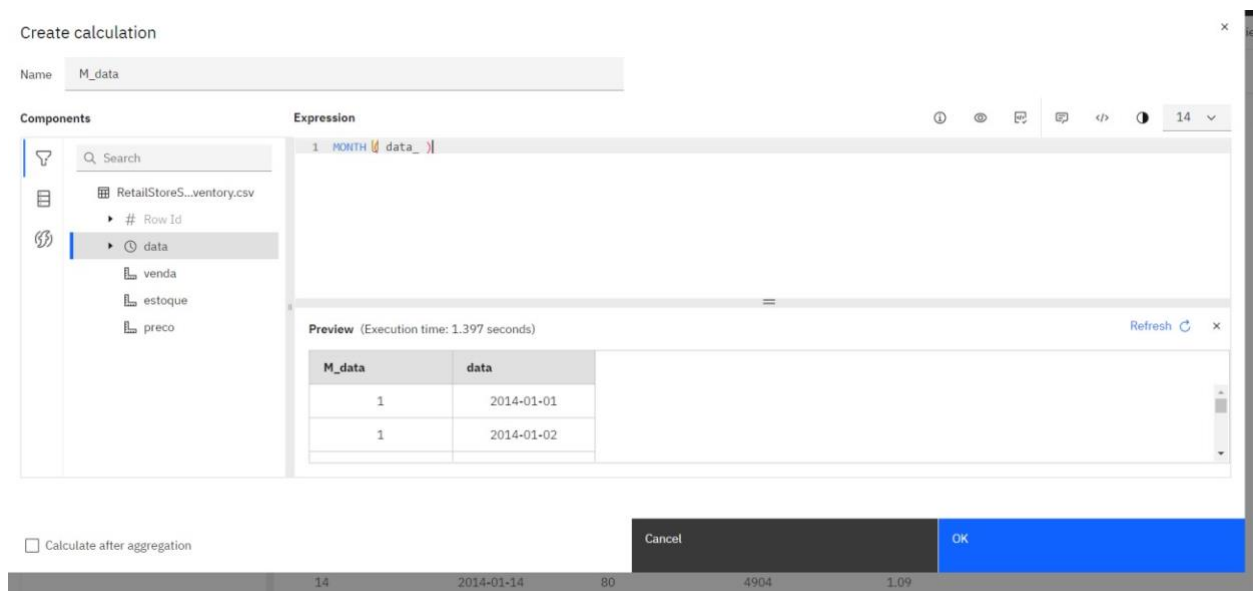 Create calculation
Name M_data
Components
Expression
14
Search
1 MONTH ( data_ )
RetailStoreS...ventory.csv
# Row Id
data
venda
estoque
preco
Preview (Execution time: 1.397 seconds)
Refresh
M_data data
1 2014-01-01
1 2014-01-02
Calculate after aggregation
Cancel
OK
14 2014-01-14 80 4904 1.09